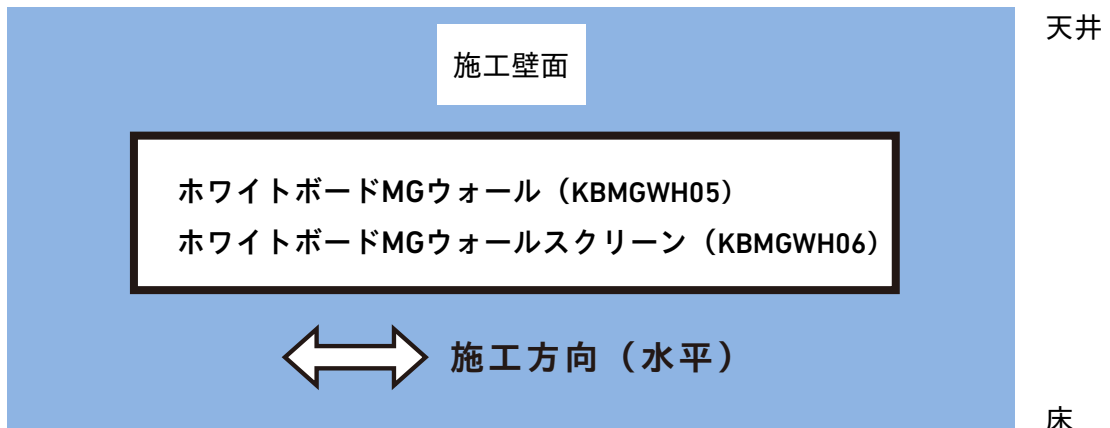 天井
施工壁面
ホワイトボードMGウォール（KBMGWH05）
ホワイトボードMGウォールスクリーン（KBMGWH06）
施工方向（水平）
床